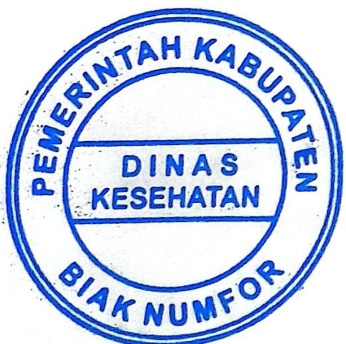 PEMERINTAH KABUPATEN
DINAS
KESEHATAN
BIAK NUMFOR